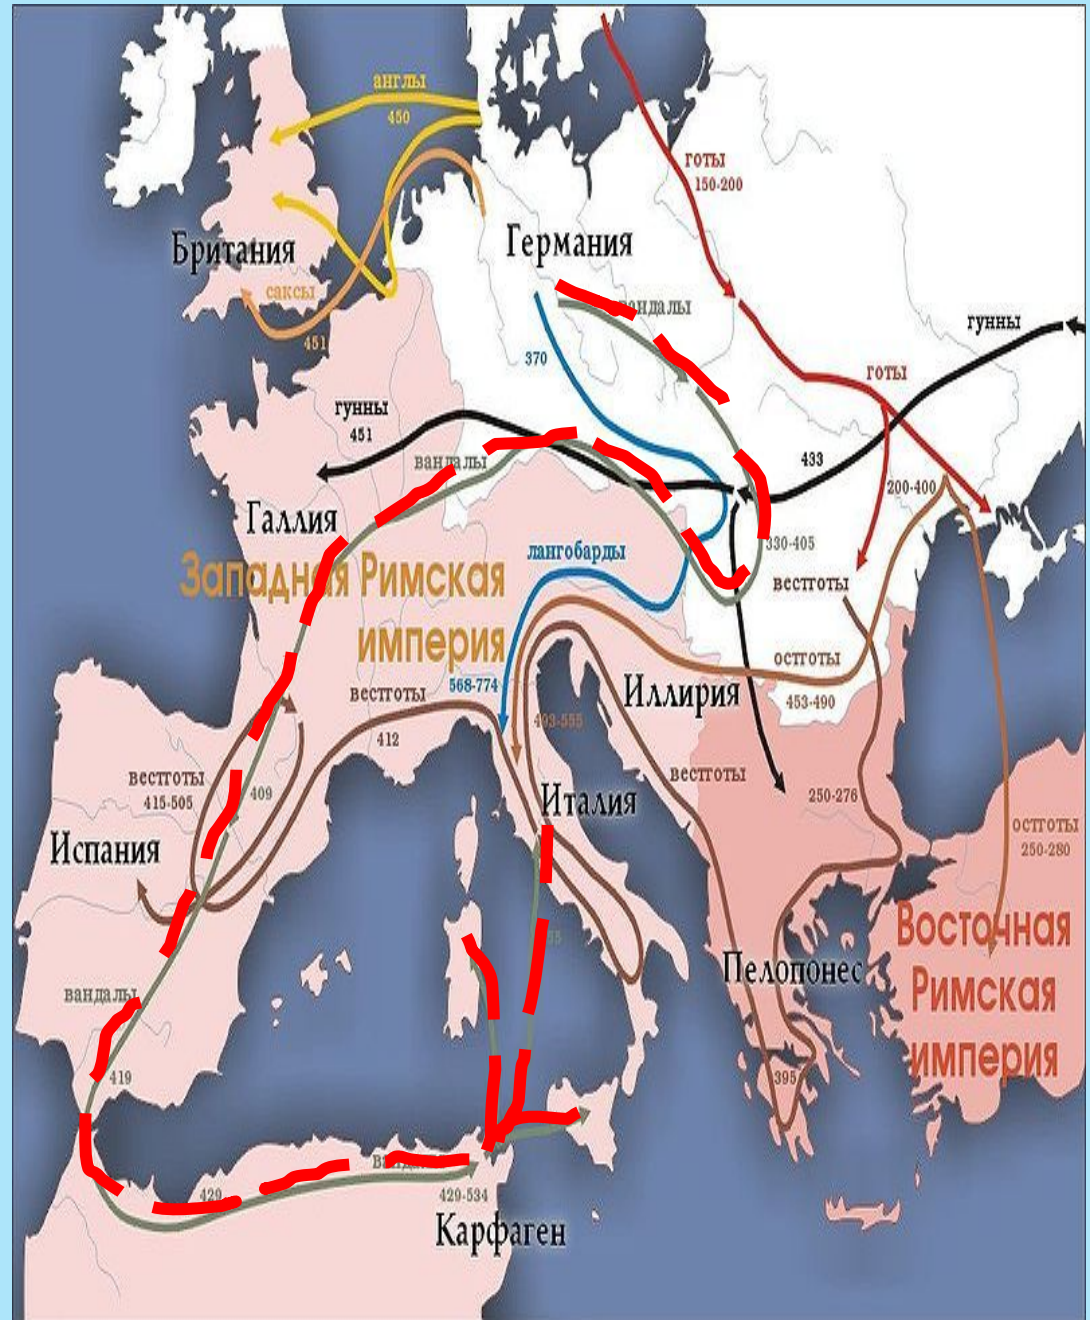 англы
450
готы
150-200
Британия
Германия
саксы
451
вандалы
370
гунны
готы
гунны
451
433
вандалы
200-400
Галлия
330-405
лангобарды
Западная Римская
империя
вестготы
остготы
453-490
568-774
вестготы
412
Иллирия
493-555
вестготы
415-505
409
вестготы
250-276
Италия
остготы
250-280
Испания
Восточная
Римская
империя
Пелопонес
вандалы
419
395
429
429-534
Карфаген